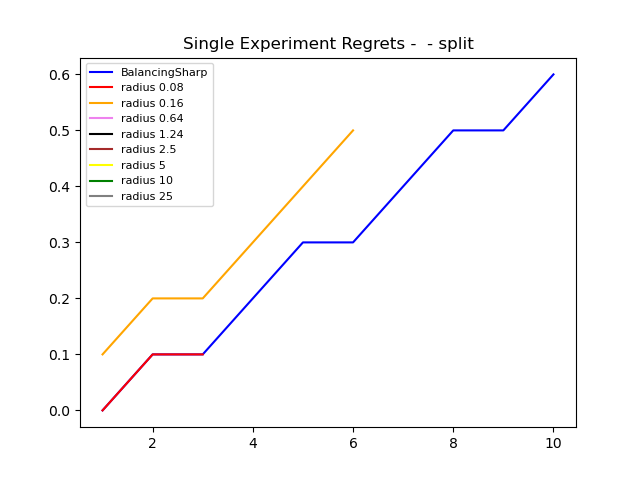 Single Experiment Regrets -  - split
BalancingSharp
radius 0.08
radius 0.16
radius 0.64
radius 1.24
radius 2.5
radius 5
radius 10
radius 25
0.6
0.5
0.4
0.3
0.2
0.1
0.0
2 4 6 8 10